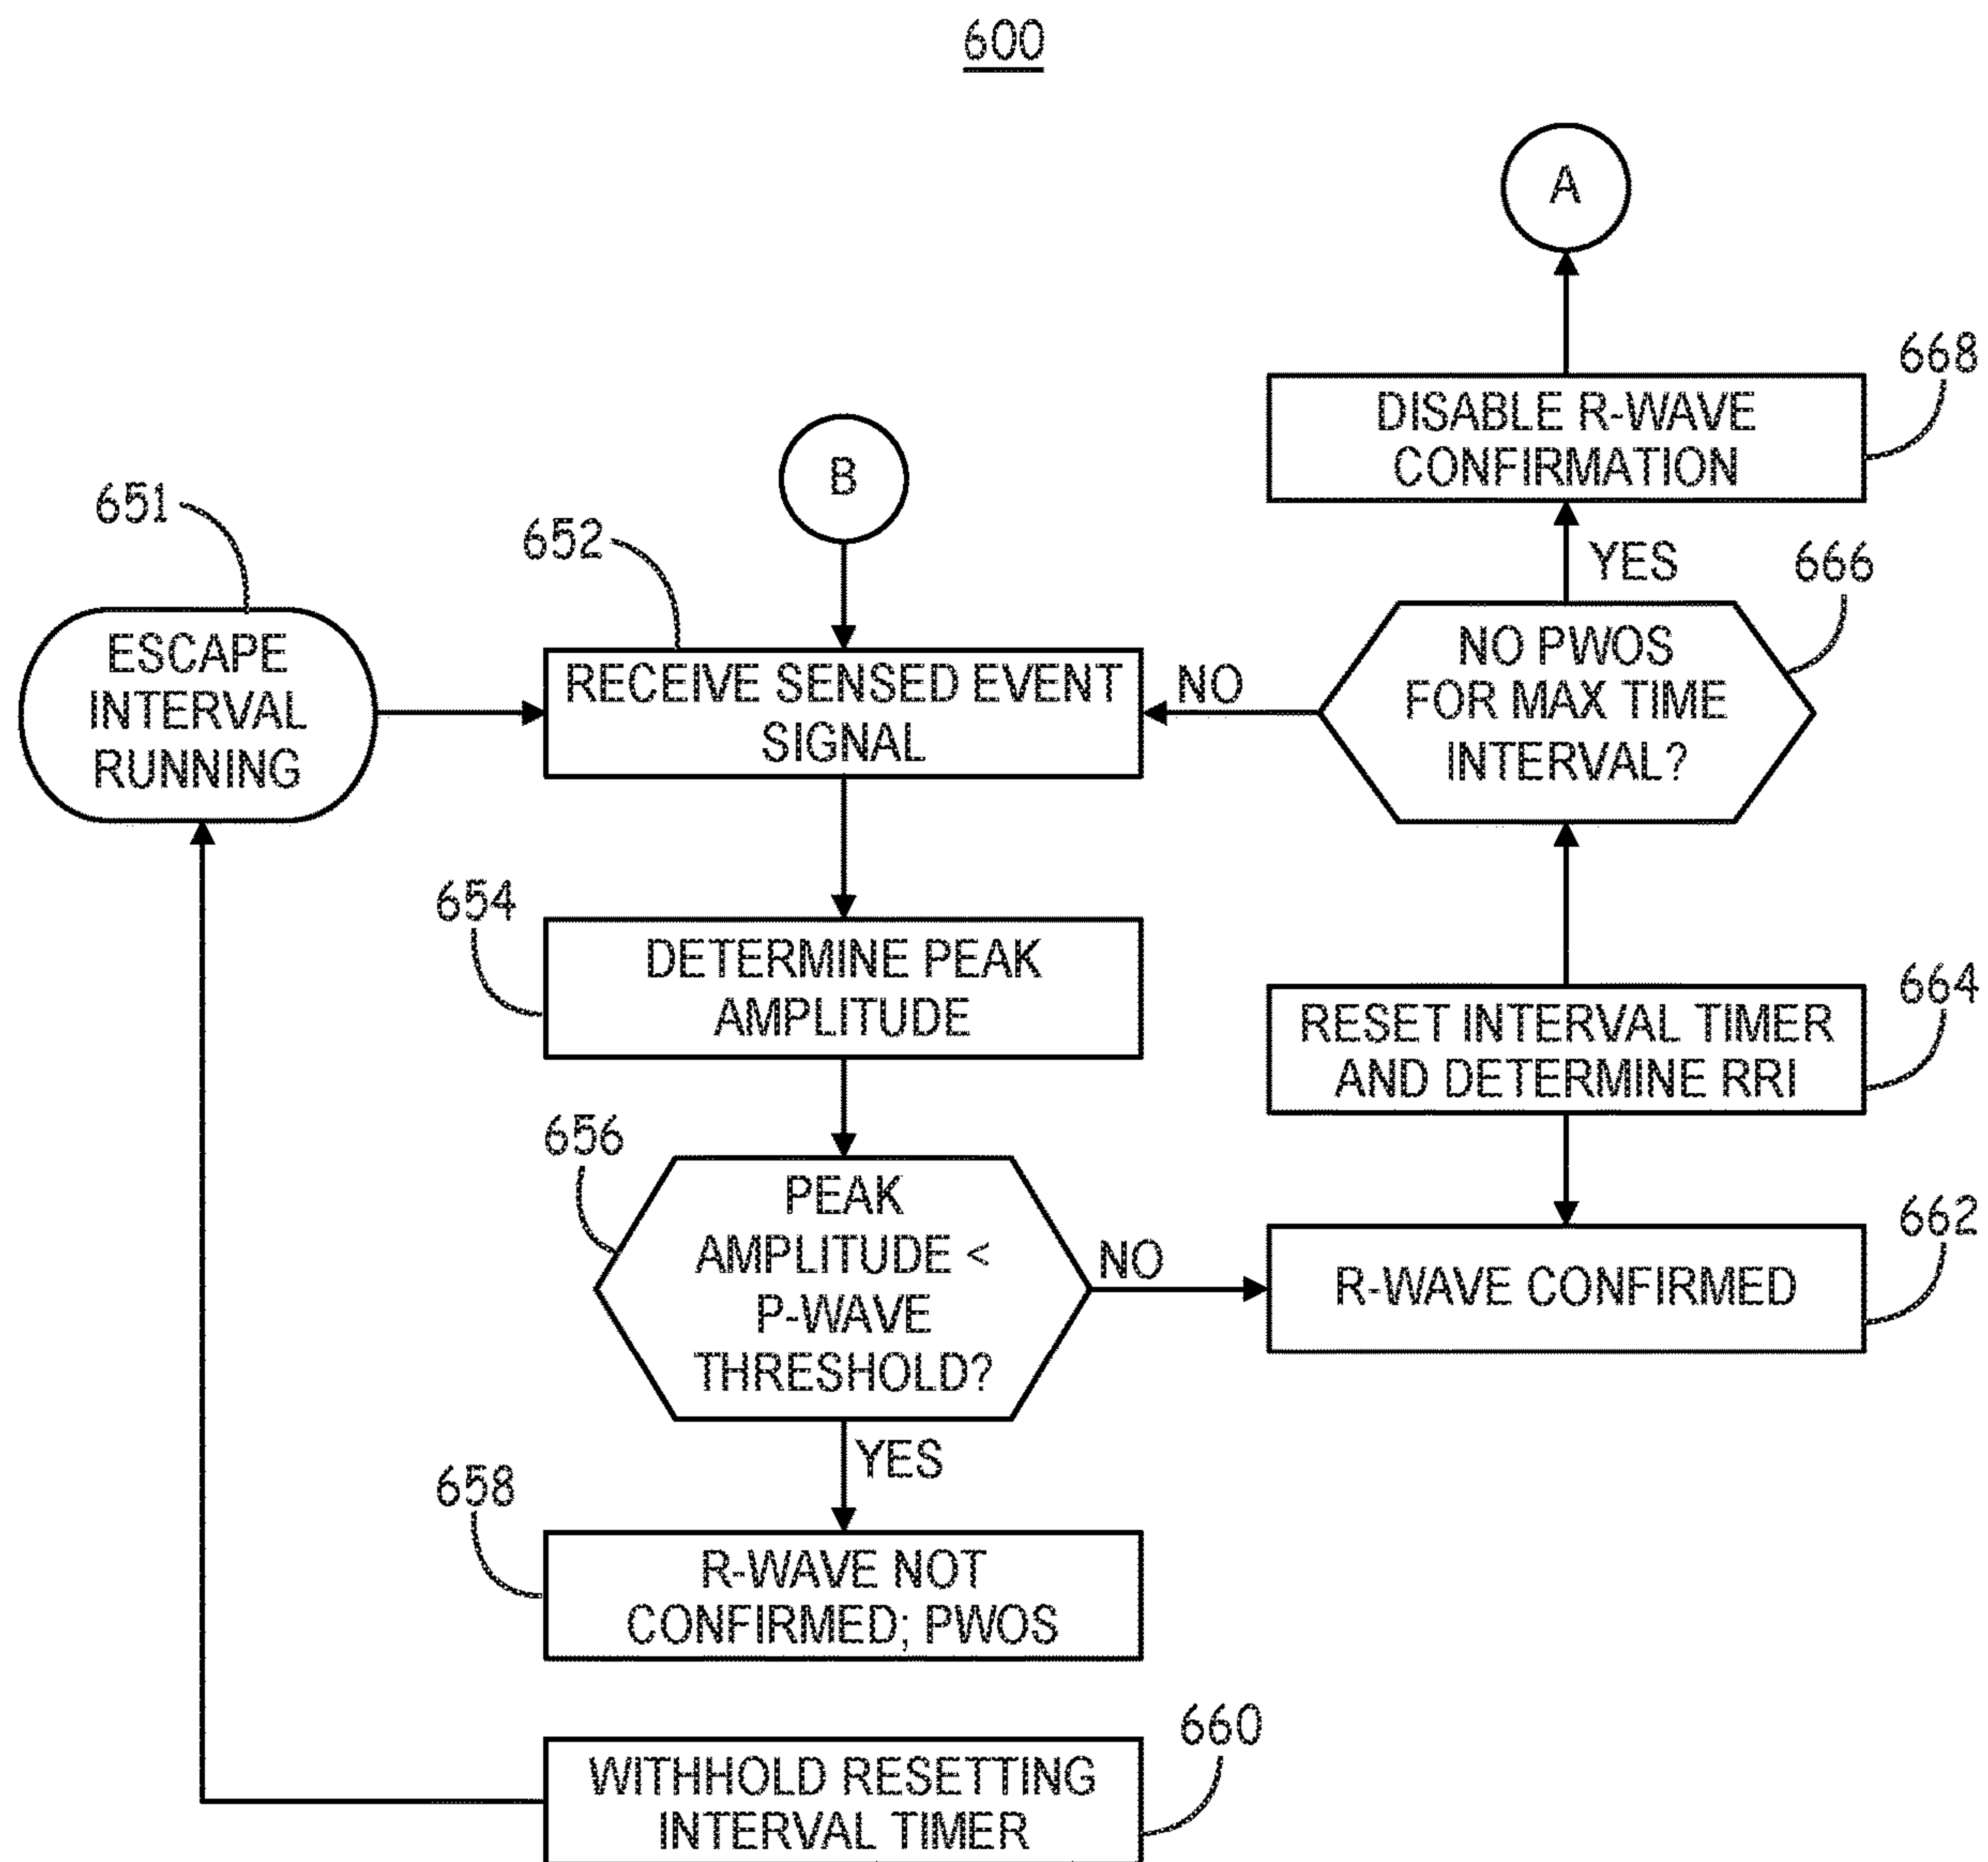 600
A
668
DISABLE R-WAVE
CONFIRMATION
B
651
652
YES
666
ESCAPE
INTERVAL
RUNNING
RECEIVE SENSED EVENT
SIGNAL
NO
NO PWOS
FOR MAX TIME
INTERVAL?
654
DETERMINE PEAK
AMPLITUDE
664
RESET INTERVAL TIMER
AND DETERMINE RRI
656
PEAK
AMPLITUDE <
P-WAVE
THRESHOLD?
NO
662
R-WAVE CONFIRMED
YES
658
R-WAVE NOT
CONFIRMED; PWOS
660
WITHHOLD RESETTING
INTERVAL TIMER